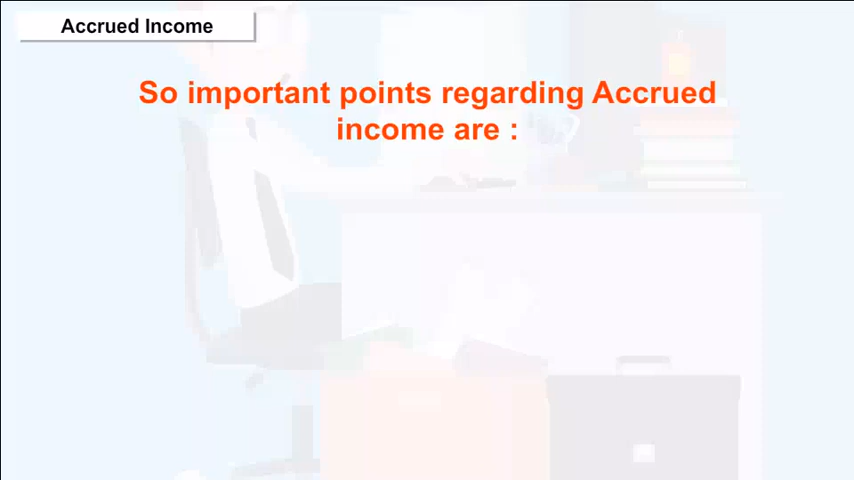 Accrued Income
So important points regarding Accrued
income are :